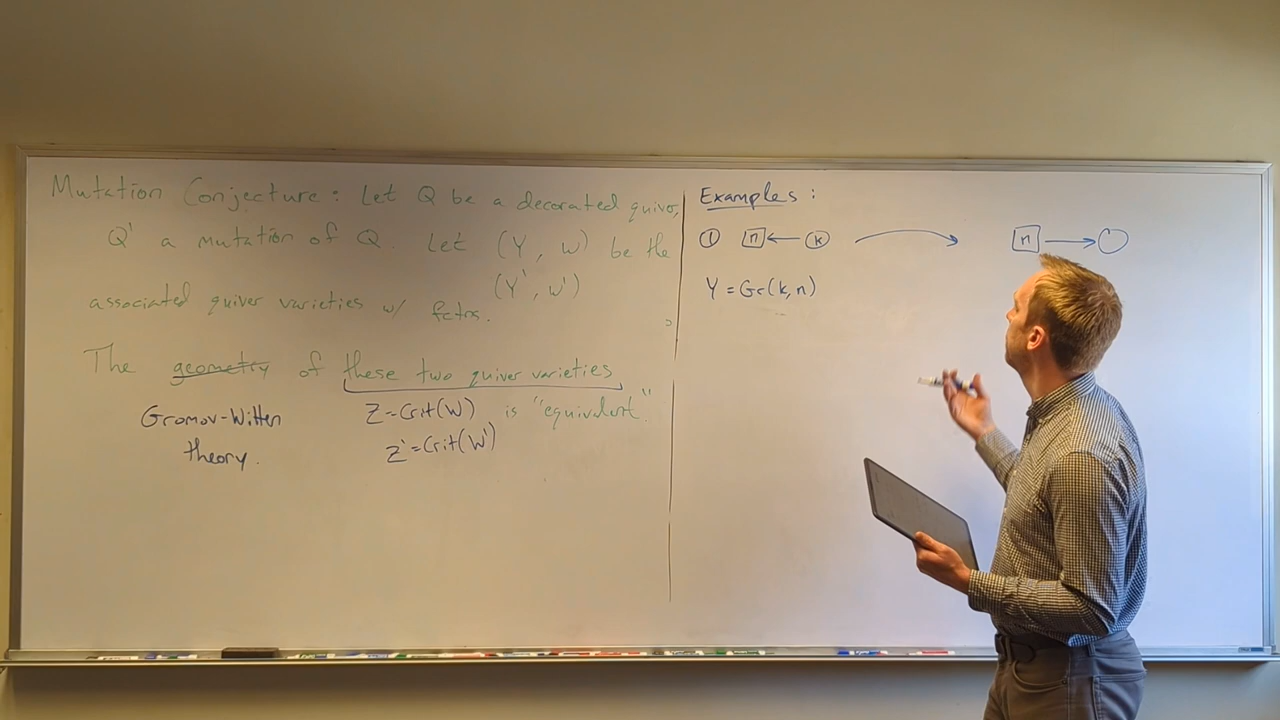 Mutation Conjecture: Let Q be a decorated quiver,
Q' a mutation of Q. Let (Y, W) be the
(Y', W')
associated quiver varieties w/ fctns.
The geometry of these two quiver varieties
Gromov-Witten theory.
Z=Crit(W) is "equivalent."
Z'=Crit(W')
Examples:
① n ← k → n →
Y = Gr(k,n)